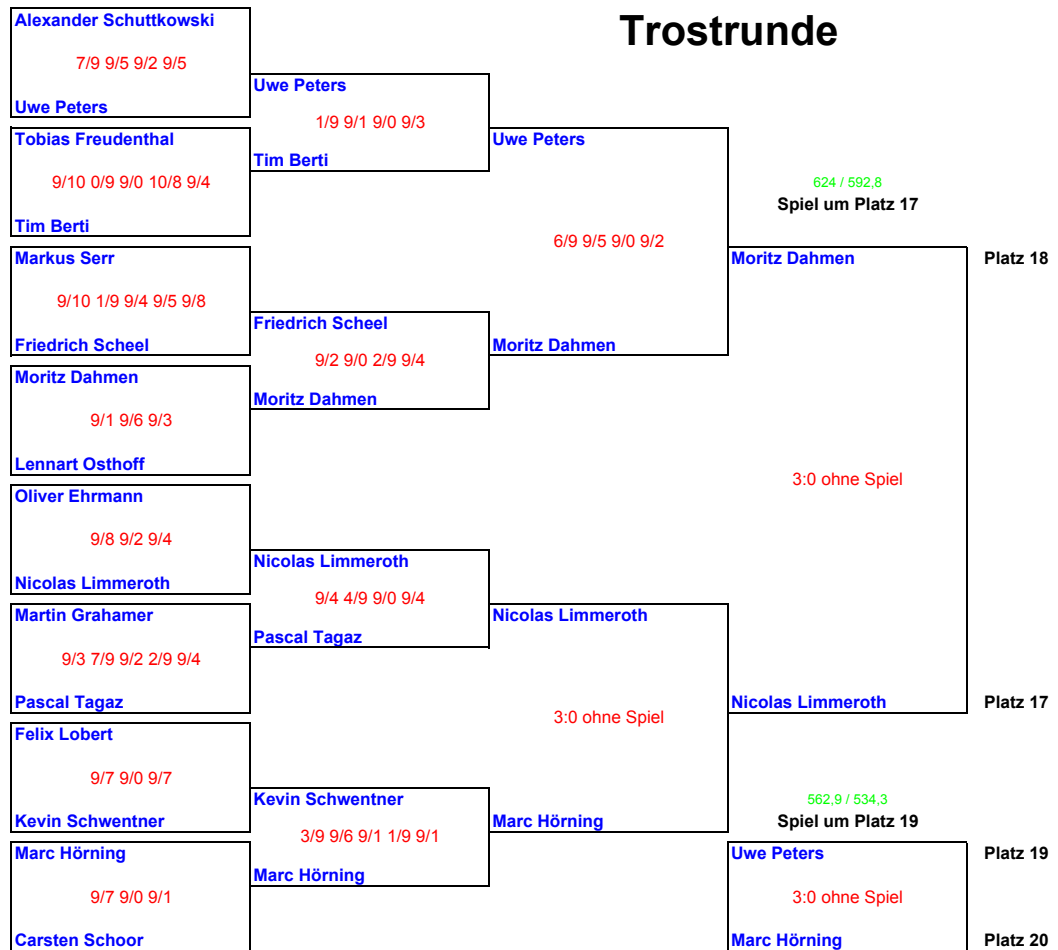 Trostrunde
Alexander Schuttkowski
7/9 9/5 9/2 9/5
Uwe Peters
Tobias Freudenthal
9/10 0/9 9/0 10/8 9/4
Tim Berti
Markus Serr
9/10 1/9 9/4 9/5 9/8
Friedrich Scheel
Moritz Dahmen
9/1 9/6 9/3
Lennart Osthoff
Oliver Ehrmann
9/8 9/2 9/4
Nicolas Limmeroth
Martin Grahamer
9/3 7/9 9/2 2/9 9/4
Pascal Tagaz
Felix Lobert
9/7 9/0 9/7
Kevin Schwentner
Marc Hörning
9/7 9/0 9/1
Carsten Schoor
Uwe Peters
1/9 9/1 9/0 9/3
Tim Berti
Friedrich Scheel
9/2 9/0 2/9 9/4
Moritz Dahmen
Nicolas Limmeroth
9/4 4/9 9/0 9/4
Pascal Tagaz
Kevin Schwentner
3/9 9/6 9/1 1/9 9/1
Marc Hörning
Uwe Peters
6/9 9/5 9/0 9/2
Moritz Dahmen
Nicolas Limmeroth
3:0 ohne Spiel
Marc Hörning
624 / 592,8
Spiel um Platz 17
Moritz Dahmen Platz 18
3:0 ohne Spiel
Nicolas Limmeroth Platz 17
562,9 / 534,3
Spiel um Platz 19
Uwe Peters Platz 19
3:0 ohne Spiel
Marc Hörning Platz 20